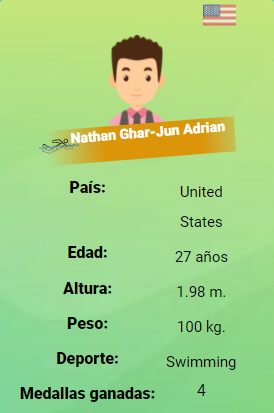 Nathan Ghar-Jun Adrian
País: United
States
Edad: 27 años
Altura: 1.98 m.
Peso: 100 kg.
Deporte: Swimming
Medallas ganadas: 4